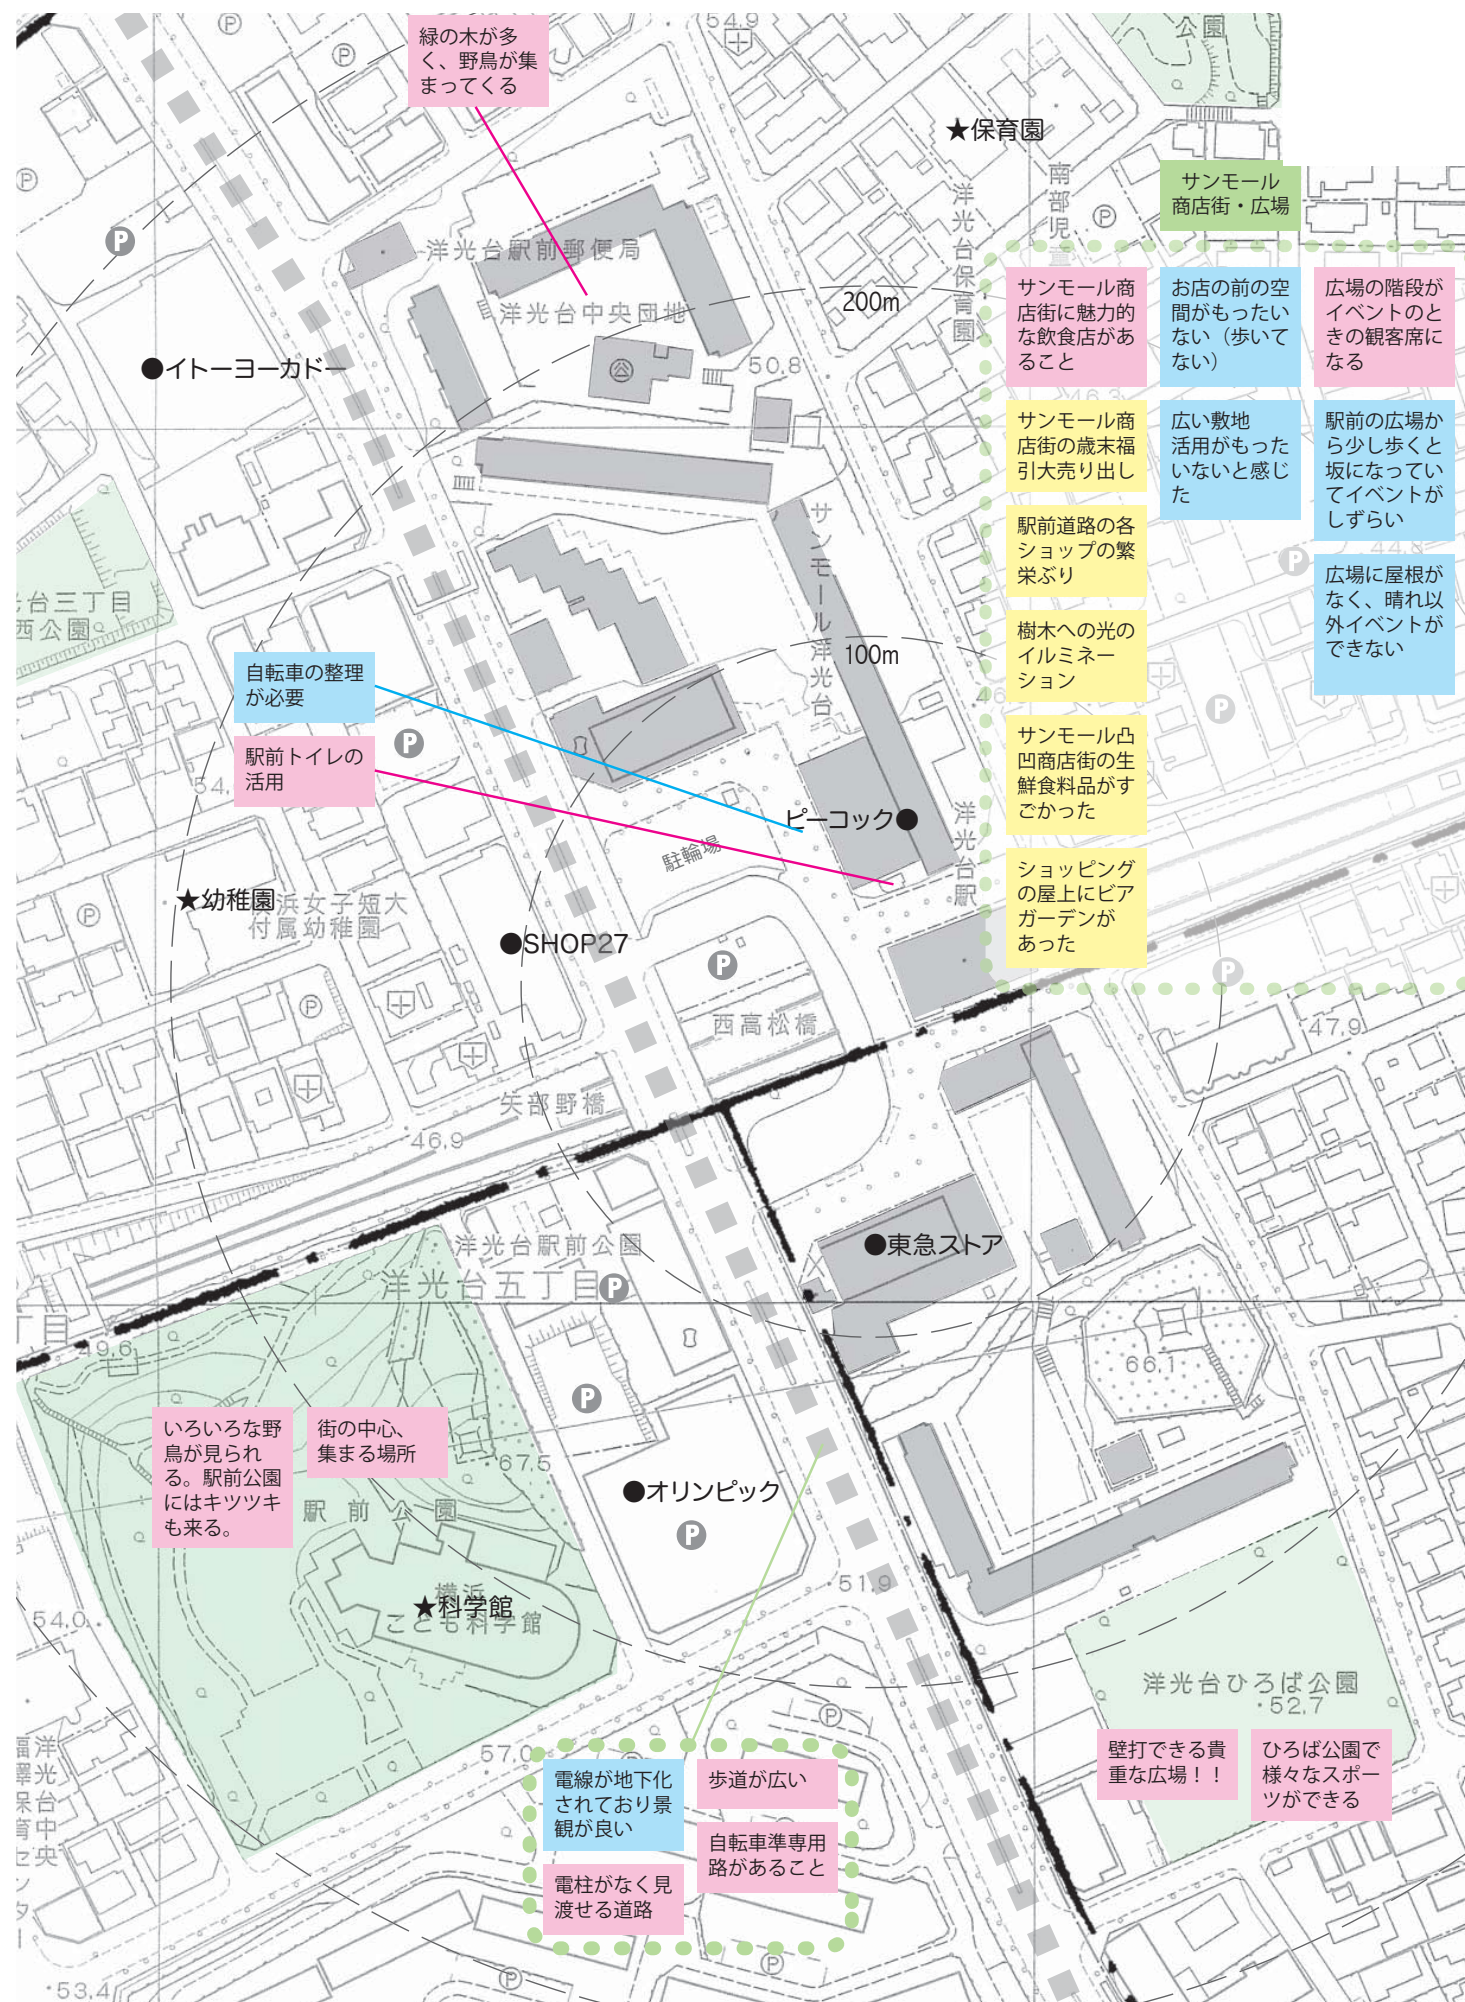 54.9
公園
緑の木が多
く、野鳥が集
まってくる
★保育園
サンモール
商店街・広場
洋光台保育園
南部児
洋光台駅前郵便局
洋光台中央団地
200m
50.8
●イトーヨーカドー
サンモール商
店街に魅力的
な飲食店があ
ること
お店の前の空
間がもったい
ない（歩いて
ない）
広場の階段が
イベントのと
きの観客席に
なる
46.3
サンモール商
店街の歳末福
引大売り出し
広い敷地
活用がもった
いないと感じ
た
駅前の広場か
ら少し歩くと
坂になってい
てイベントが
しずらい
44.8
駅前道路の各
ショップの繁
栄ぶり
広場に屋根が
なく、晴れ以
外イベントが
できない
樹木への光の
イルミネー
ション
サンモール凸
凹商店街の生
鮮食料品がす
ごかった
ショッピング
の屋上にビア
ガーデンが
あった
サンモール洋光台
100m
台三丁目
西公園
自転車の整理
が必要
駅前トイレの
活用
54.
P
ピーコック●
駐輪場
洋光台駅
★幼稚園
浜女子短大
付属幼稚園
●SHOP27
P
西高松橋
47.9
矢部野橋
46.9
洋光台駅前公園
洋光台五丁目
P
●東急ストア
丁目
49.6
66.1
P
いろいろな野
鳥が見られ
る。駅前公園
にはキツツキ
も来る。
街の中心、
集まる場所
67.5
駅前公園
●オリンピック
P
51.9
横浜
こども科学館
★科学館
54.0
洋光台ひろば公園
52.7
57.0
壁打できる貴
重な広場！！
ひろば公園で
様々なスポー
ツができる
電線が地下化
されており景
観が良い
歩道が広い
自転車準専用
路があること
電柱がなく見
渡せる道路
洋光台中央
53.4